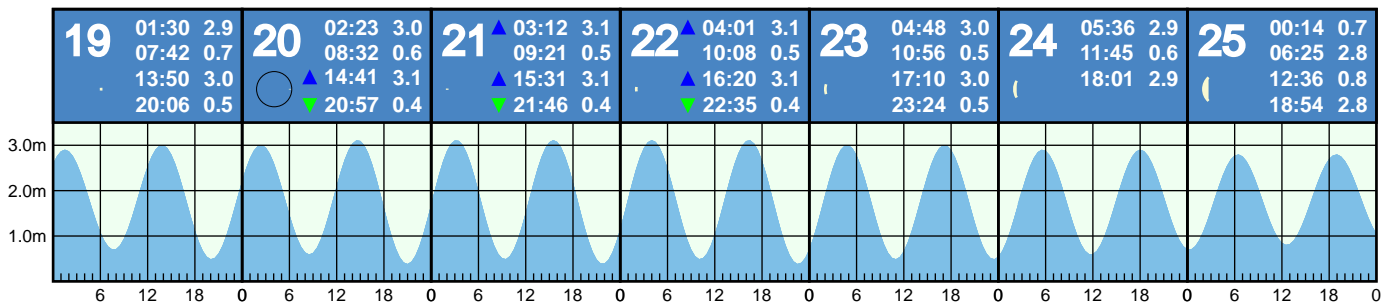 19
01:30 2.9
07:42 0.7
13:50 3.0
20:06 0.5
20
02:23 3.0
08:32 0.6
▲ 14:41 3.1
▼ 20:57 0.4
21
▲ 03:12 3.1
09:21 0.5
▲ 15:31 3.1
▼ 21:46 0.4
22
▲ 04:01 3.1
10:08 0.5
▲ 16:20 3.1
▼ 22:35 0.4
23
04:48 3.0
10:56 0.5
17:10 3.0
23:24 0.5
24
05:36 2.9
11:45 0.6
18:01 2.9
25
00:14 0.7
06:25 2.8
12:36 0.8
18:54 2.8
3.0m
2.0m
1.0m
6 12 18 0 6 12 18 0 6 12 18 0 6 12 18 0 6 12 18 0 6 12 18 0 6 12 18 0